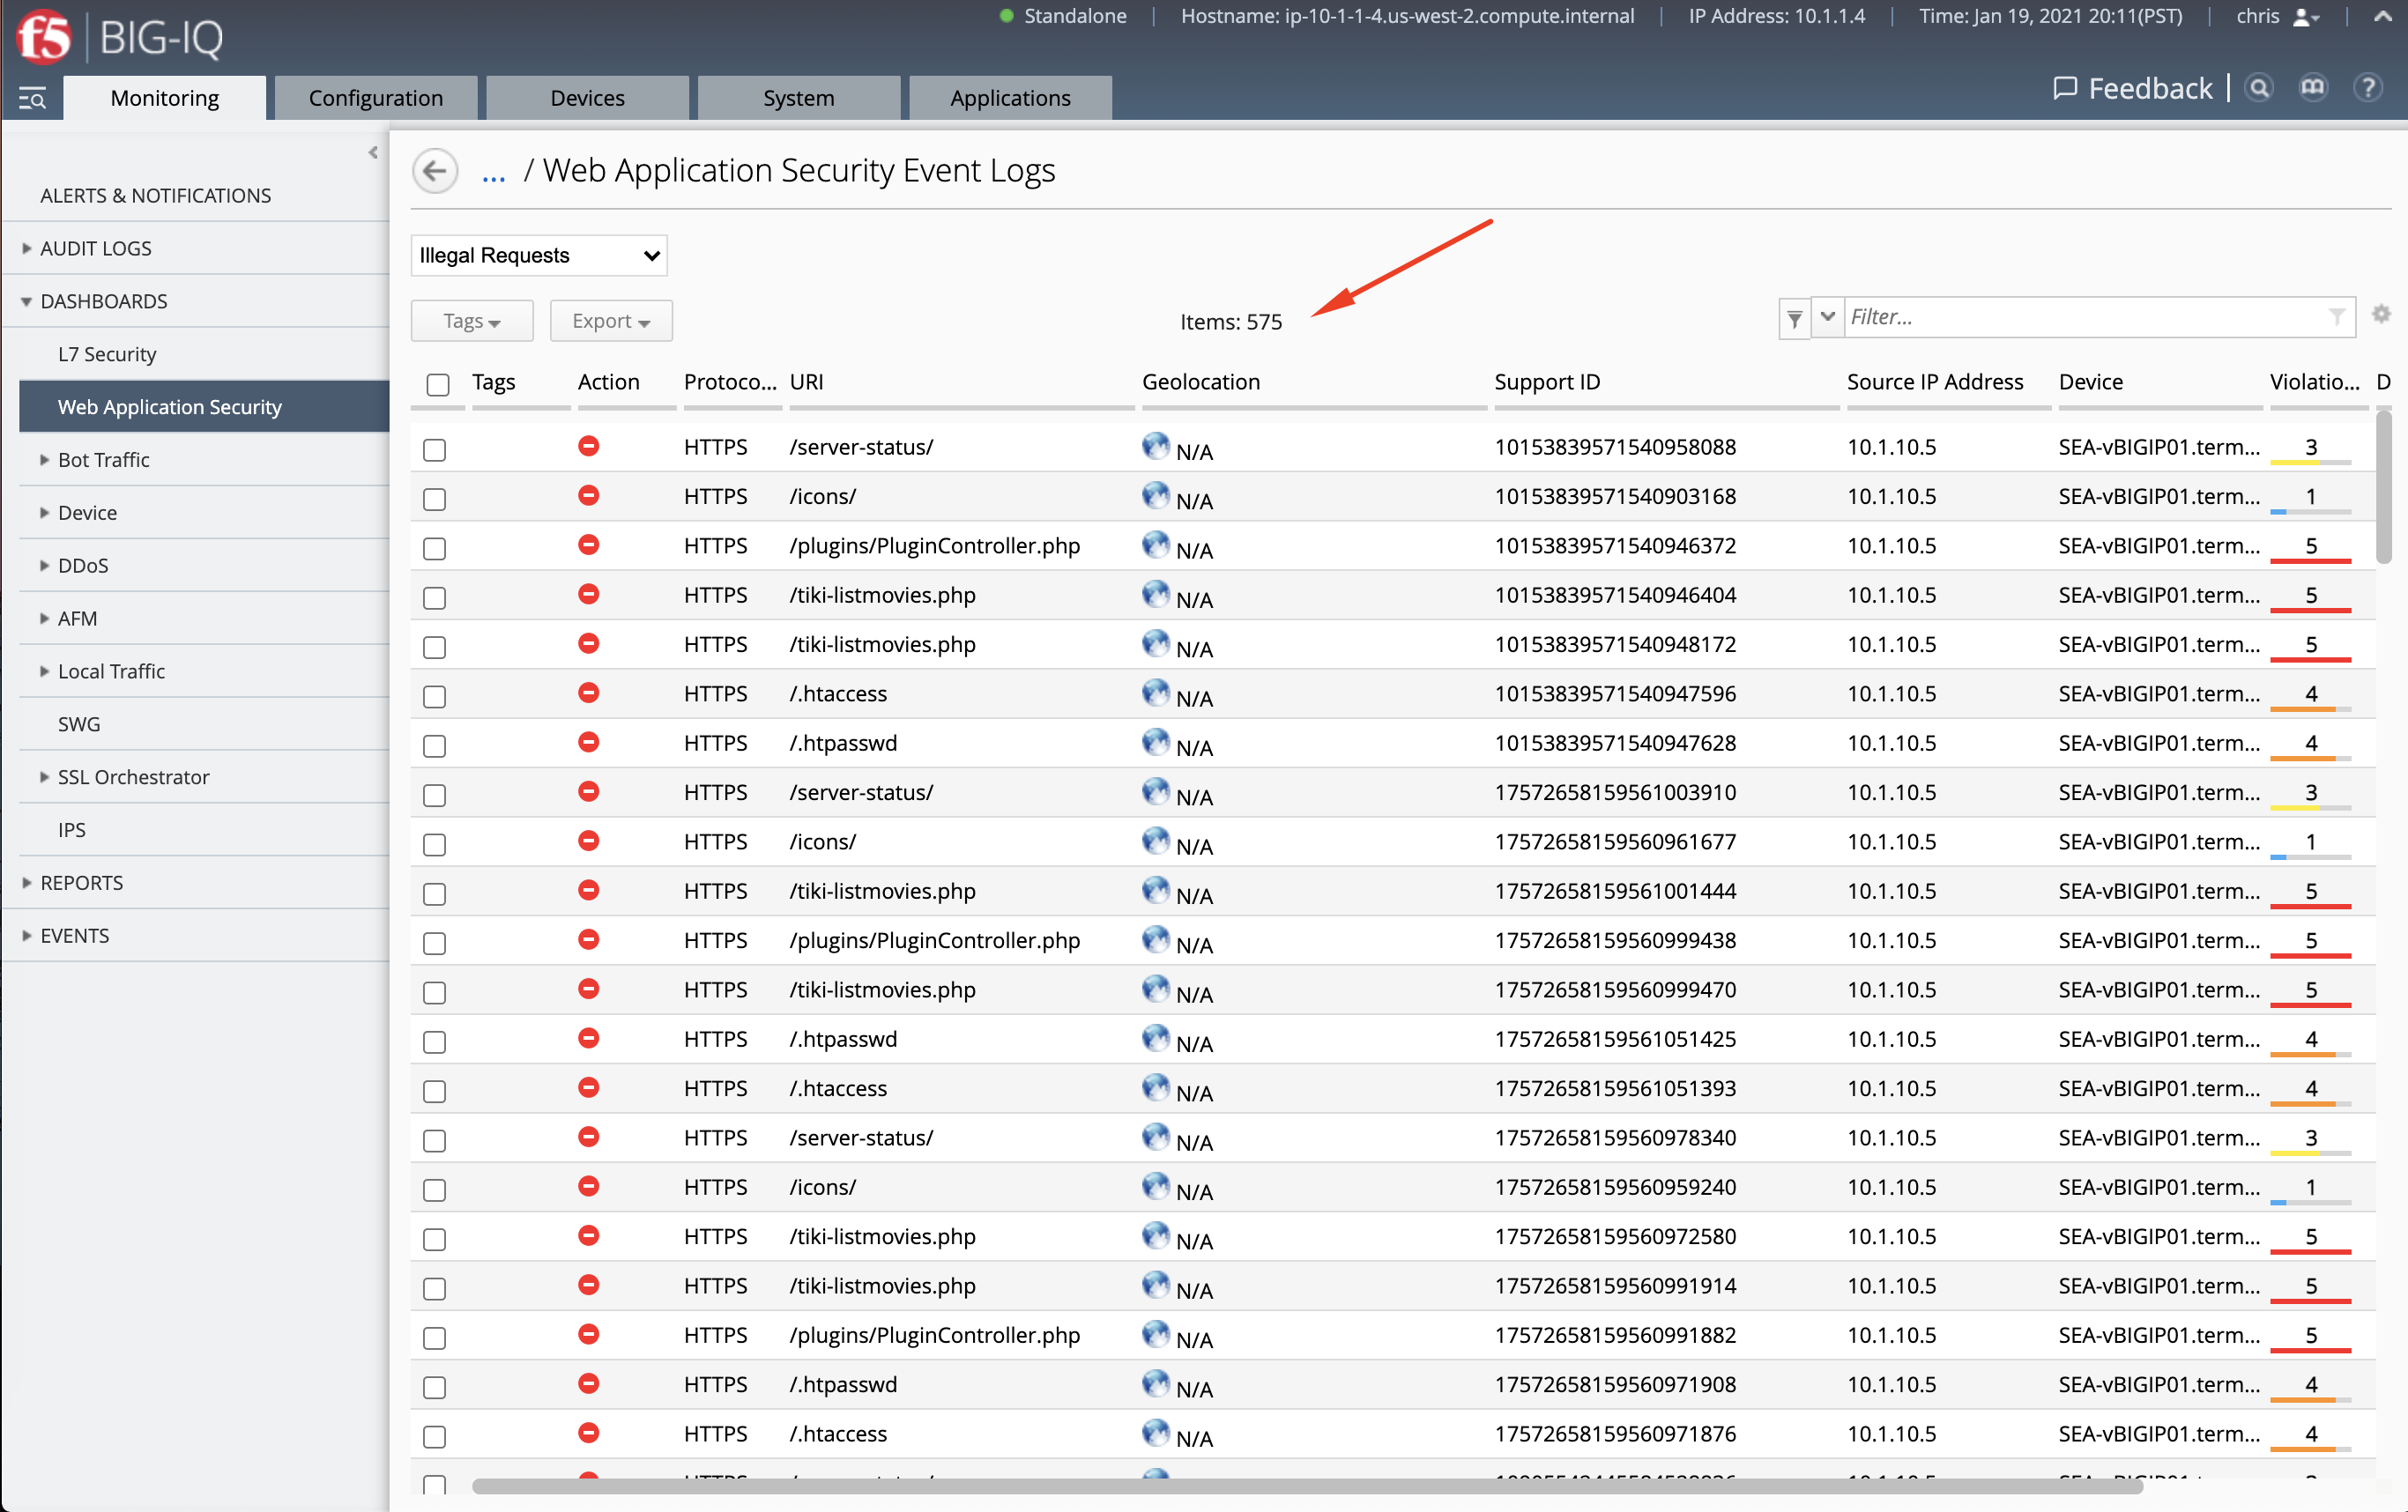 f5 BIG-IQ
Standalone | Hostname: ip-10-1-1-4.us-west-2.compute.internal | IP Address: 10.1.1.4 | Time: Jan 19, 2021 20:11(PST) | chris
Monitoring Configuration Devices System Applications
Feedback | ?
ALERTS & NOTIFICATIONS
AUDIT LOGS
DASHBOARDS
L7 Security
Web Application Security
Bot Traffic
Device
DDoS
AFM
Local Traffic
SWG
SSL Orchestrator
IPS
REPORTS
EVENTS
... / Web Application Security Event Logs
Illegal Requests
Tags Export Items: 575 Filter...
Tags Action Protoco... URI Geolocation Support ID Source IP Address Device Violatio... D
HTTPS /server-status/ N/A 10153839571540958088 10.1.10.5 SEA-vBIGIP01.term... 3
HTTPS /icons/ N/A 10153839571540903168 10.1.10.5 SEA-vBIGIP01.term... 1
HTTPS /plugins/PluginController.php N/A 10153839571540946372 10.1.10.5 SEA-vBIGIP01.term... 5
HTTPS /tiki-listmovies.php N/A 10153839571540946404 10.1.10.5 SEA-vBIGIP01.term... 5
HTTPS /tiki-listmovies.php N/A 10153839571540948172 10.1.10.5 SEA-vBIGIP01.term... 5
HTTPS /.htaccess N/A 10153839571540947596 10.1.10.5 SEA-vBIGIP01.term... 4
HTTPS /.htpasswd N/A 10153839571540947628 10.1.10.5 SEA-vBIGIP01.term... 4
HTTPS /server-status/ N/A 17572658159561003910 10.1.10.5 SEA-vBIGIP01.term... 3
HTTPS /icons/ N/A 17572658159560961677 10.1.10.5 SEA-vBIGIP01.term... 1
HTTPS /tiki-listmovies.php N/A 17572658159561001444 10.1.10.5 SEA-vBIGIP01.term... 5
HTTPS /plugins/PluginController.php N/A 17572658159560999438 10.1.10.5 SEA-vBIGIP01.term... 5
HTTPS /tiki-listmovies.php N/A 17572658159560999470 10.1.10.5 SEA-vBIGIP01.term... 5
HTTPS /.htpasswd N/A 17572658159561051425 10.1.10.5 SEA-vBIGIP01.term... 4
HTTPS /.htaccess N/A 17572658159561051393 10.1.10.5 SEA-vBIGIP01.term... 4
HTTPS /server-status/ N/A 17572658159560978340 10.1.10.5 SEA-vBIGIP01.term... 3
HTTPS /icons/ N/A 17572658159560959240 10.1.10.5 SEA-vBIGIP01.term... 1
HTTPS /tiki-listmovies.php N/A 17572658159560972580 10.1.10.5 SEA-vBIGIP01.term... 5
HTTPS /tiki-listmovies.php N/A 17572658159560991914 10.1.10.5 SEA-vBIGIP01.term... 5
HTTPS /plugins/PluginController.php N/A 17572658159560991882 10.1.10.5 SEA-vBIGIP01.term... 5
HTTPS /.htpasswd N/A 17572658159560971908 10.1.10.5 SEA-vBIGIP01.term... 4
HTTPS /.htaccess N/A 17572658159560971876 10.1.10.5 SEA-vBIGIP01.term... 4